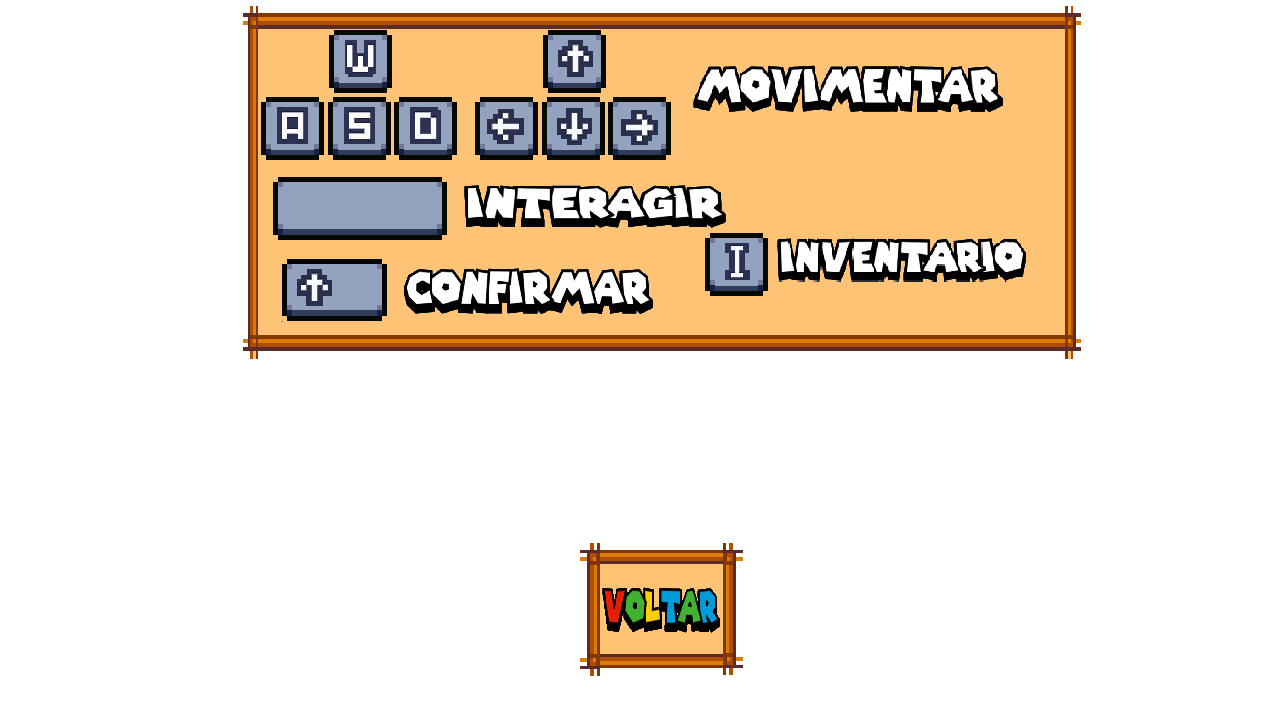 W ↑ MOVIMENTAR
A S D ← ↓ →
INTERAGIR
I INVENTARIO
↑ CONFIRMAR
VOLTAR